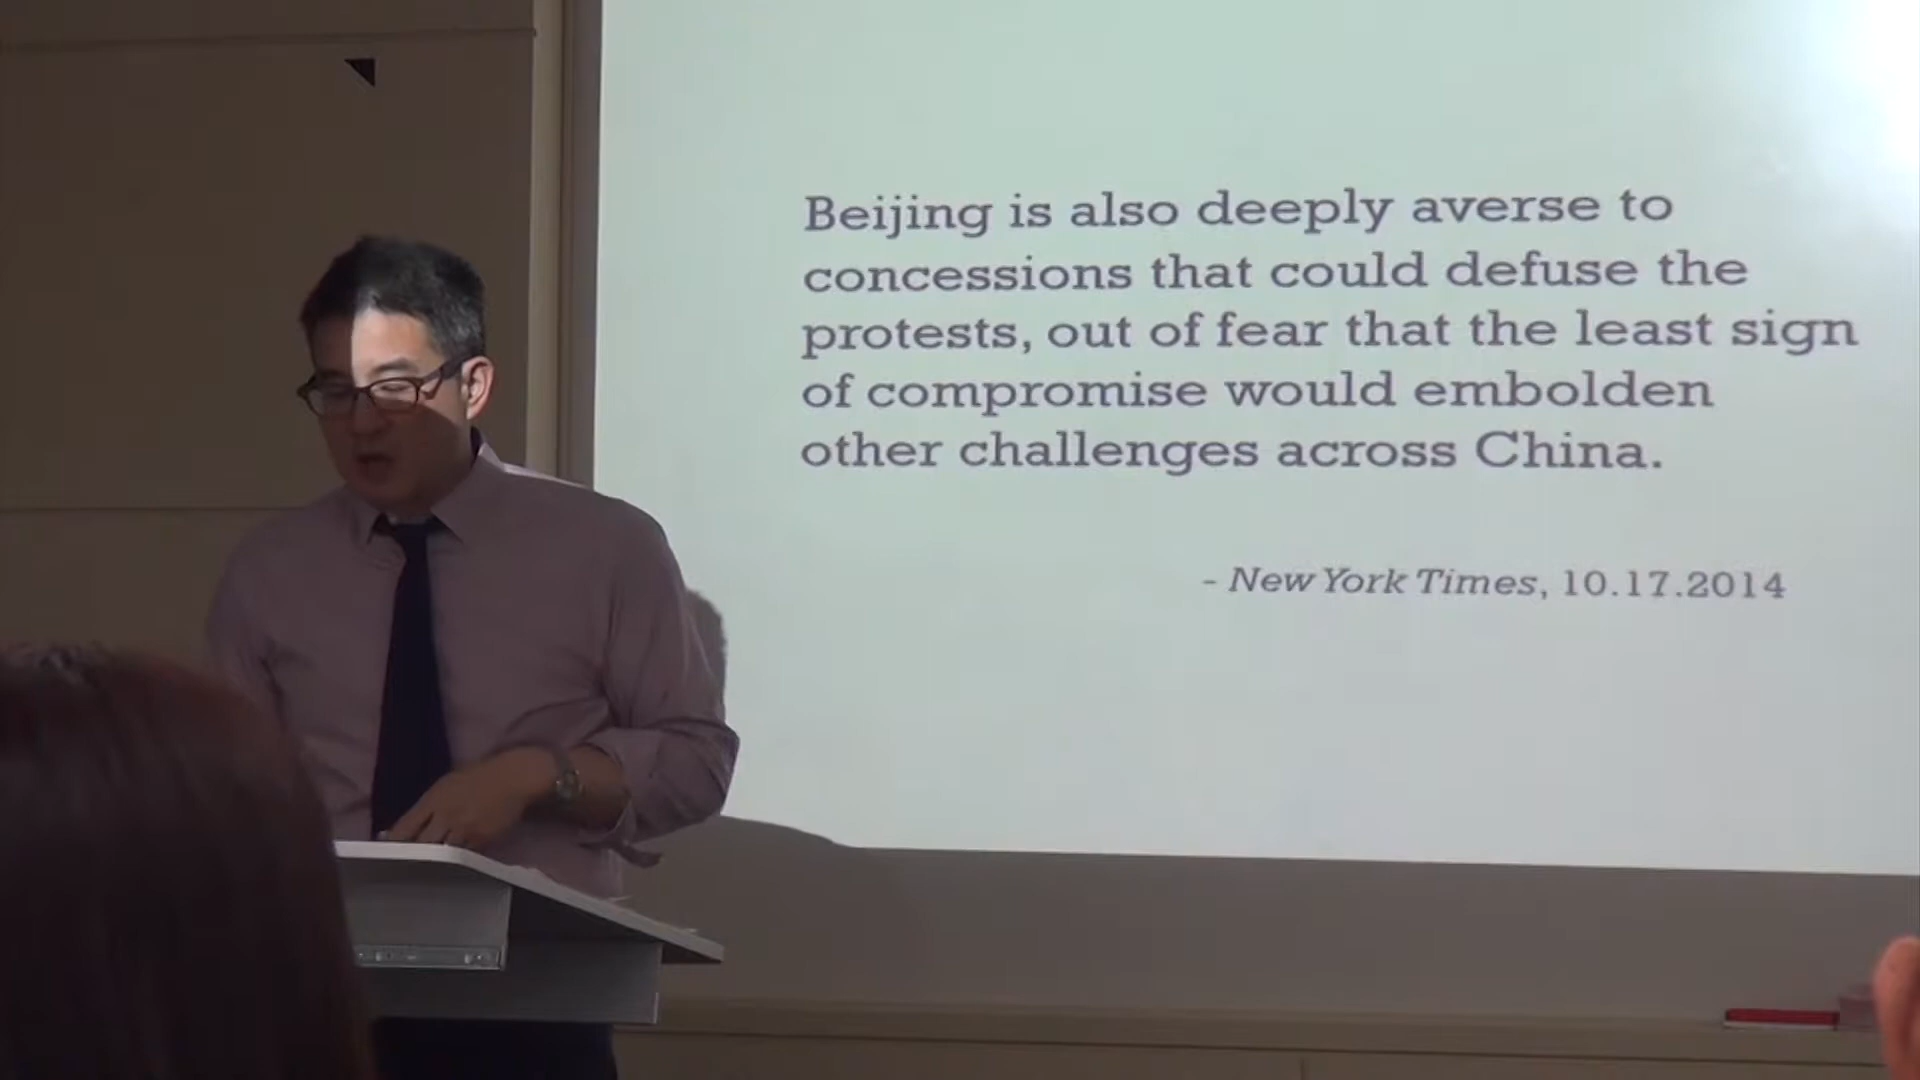 Beijing is also deeply averse to
concessions that could defuse the
protests, out of fear that the least sign
of compromise would embolden
other challenges across China.
- New York Times, 10.17.2014